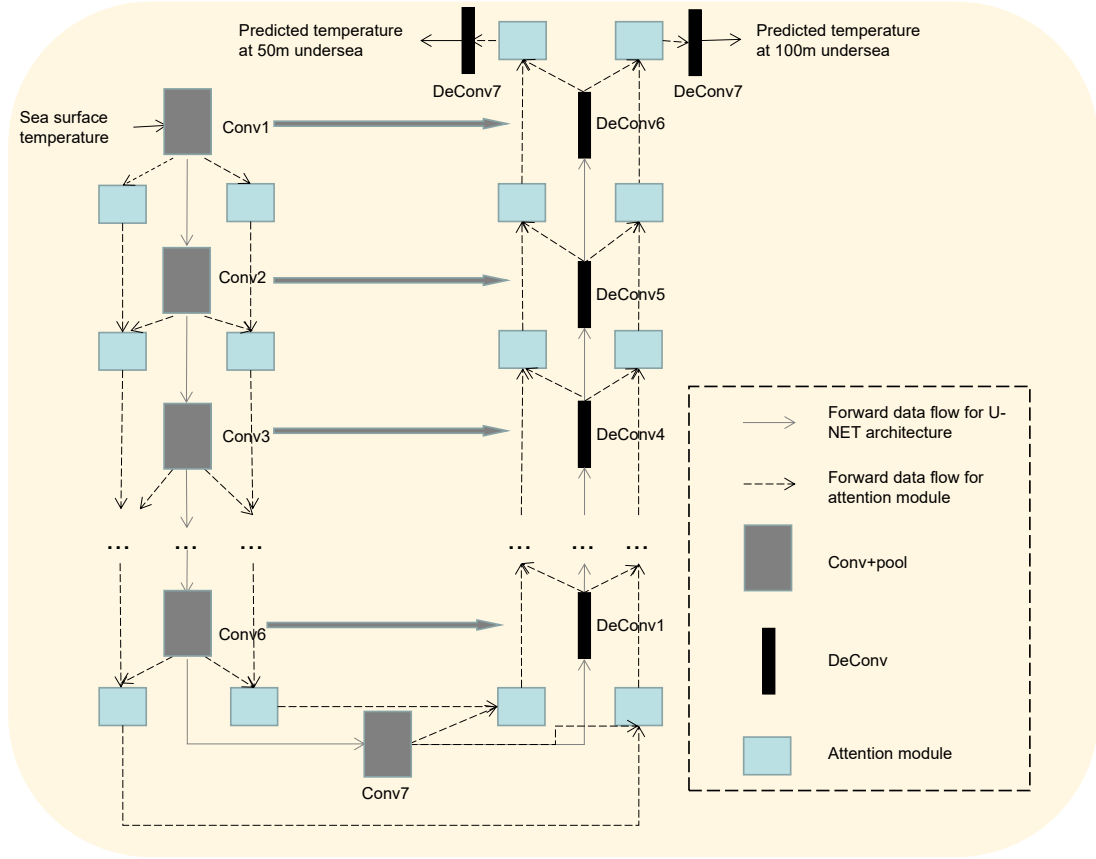 Predicted temperature
at 50m undersea
Predicted temperature
at 100m undersea
DeConv7
DeConv7
Sea surface
temperature
Conv1
DeConv6
Conv2
DeConv5
Conv3
DeConv4
...
...
...
...
...
...
Conv6
DeConv1
Conv7
Forward data flow for U-
NET architecture
Forward data flow for
attention module
Conv+pool
DeConv
Attention module